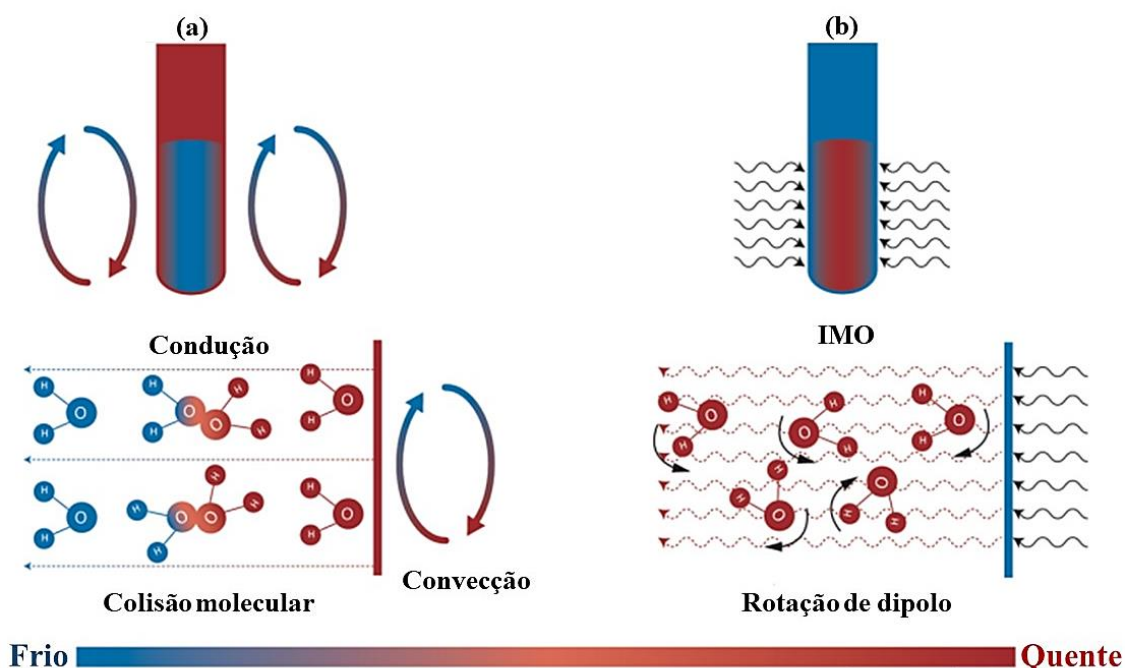 (a)
(b)
Condução
H
O
H
H
O
H
O
H
H
H
O
H
H
O
H
H
O
O
H
H
H
O
H
Convecção
Colisão molecular
IMO
H
O
H
H
O
H
H
O
H
H
H
O
O
H
H
Rotação de dipolo
Frio
Quente